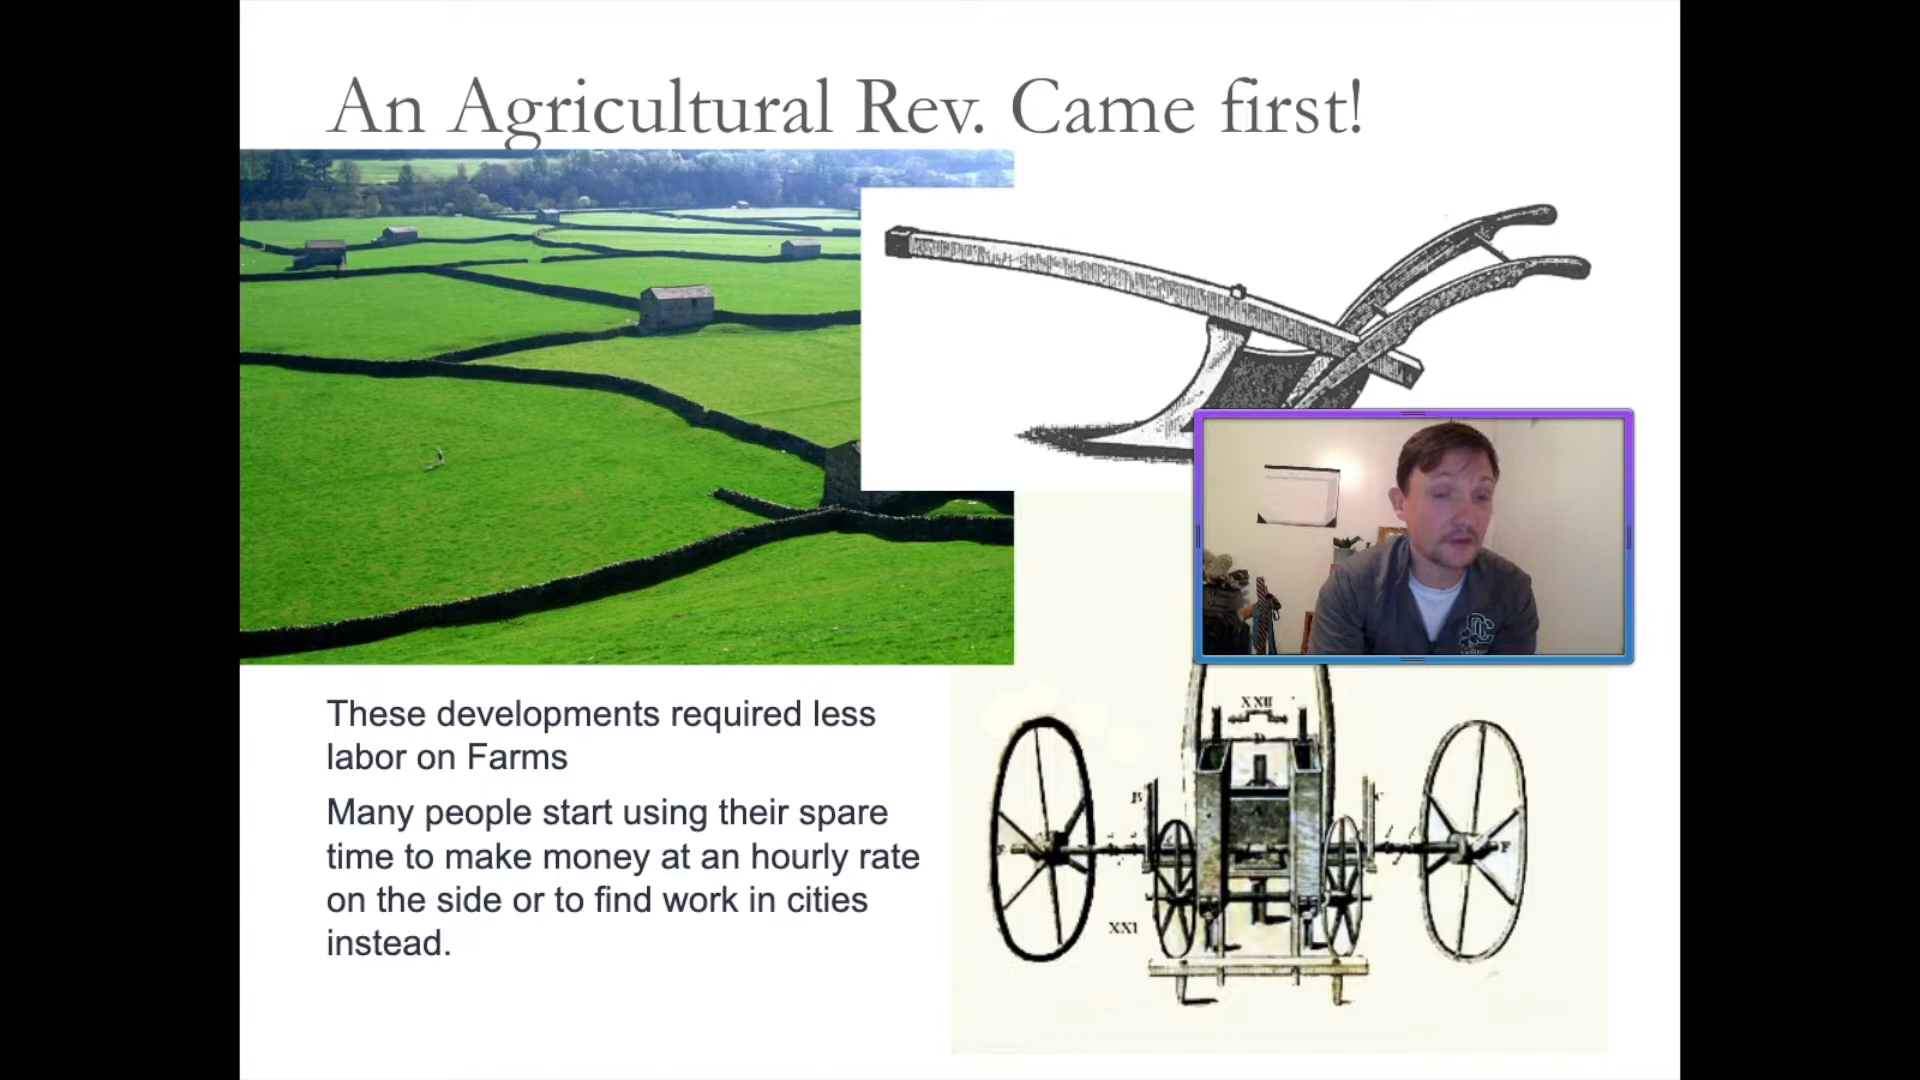 An Agricultural Rev. Came first!
These developments required less
labor on Farms
Many people start using their spare
time to make money at an hourly rate
on the side or to find work in cities
instead.
XXII
D
B
C
F
F
XXI